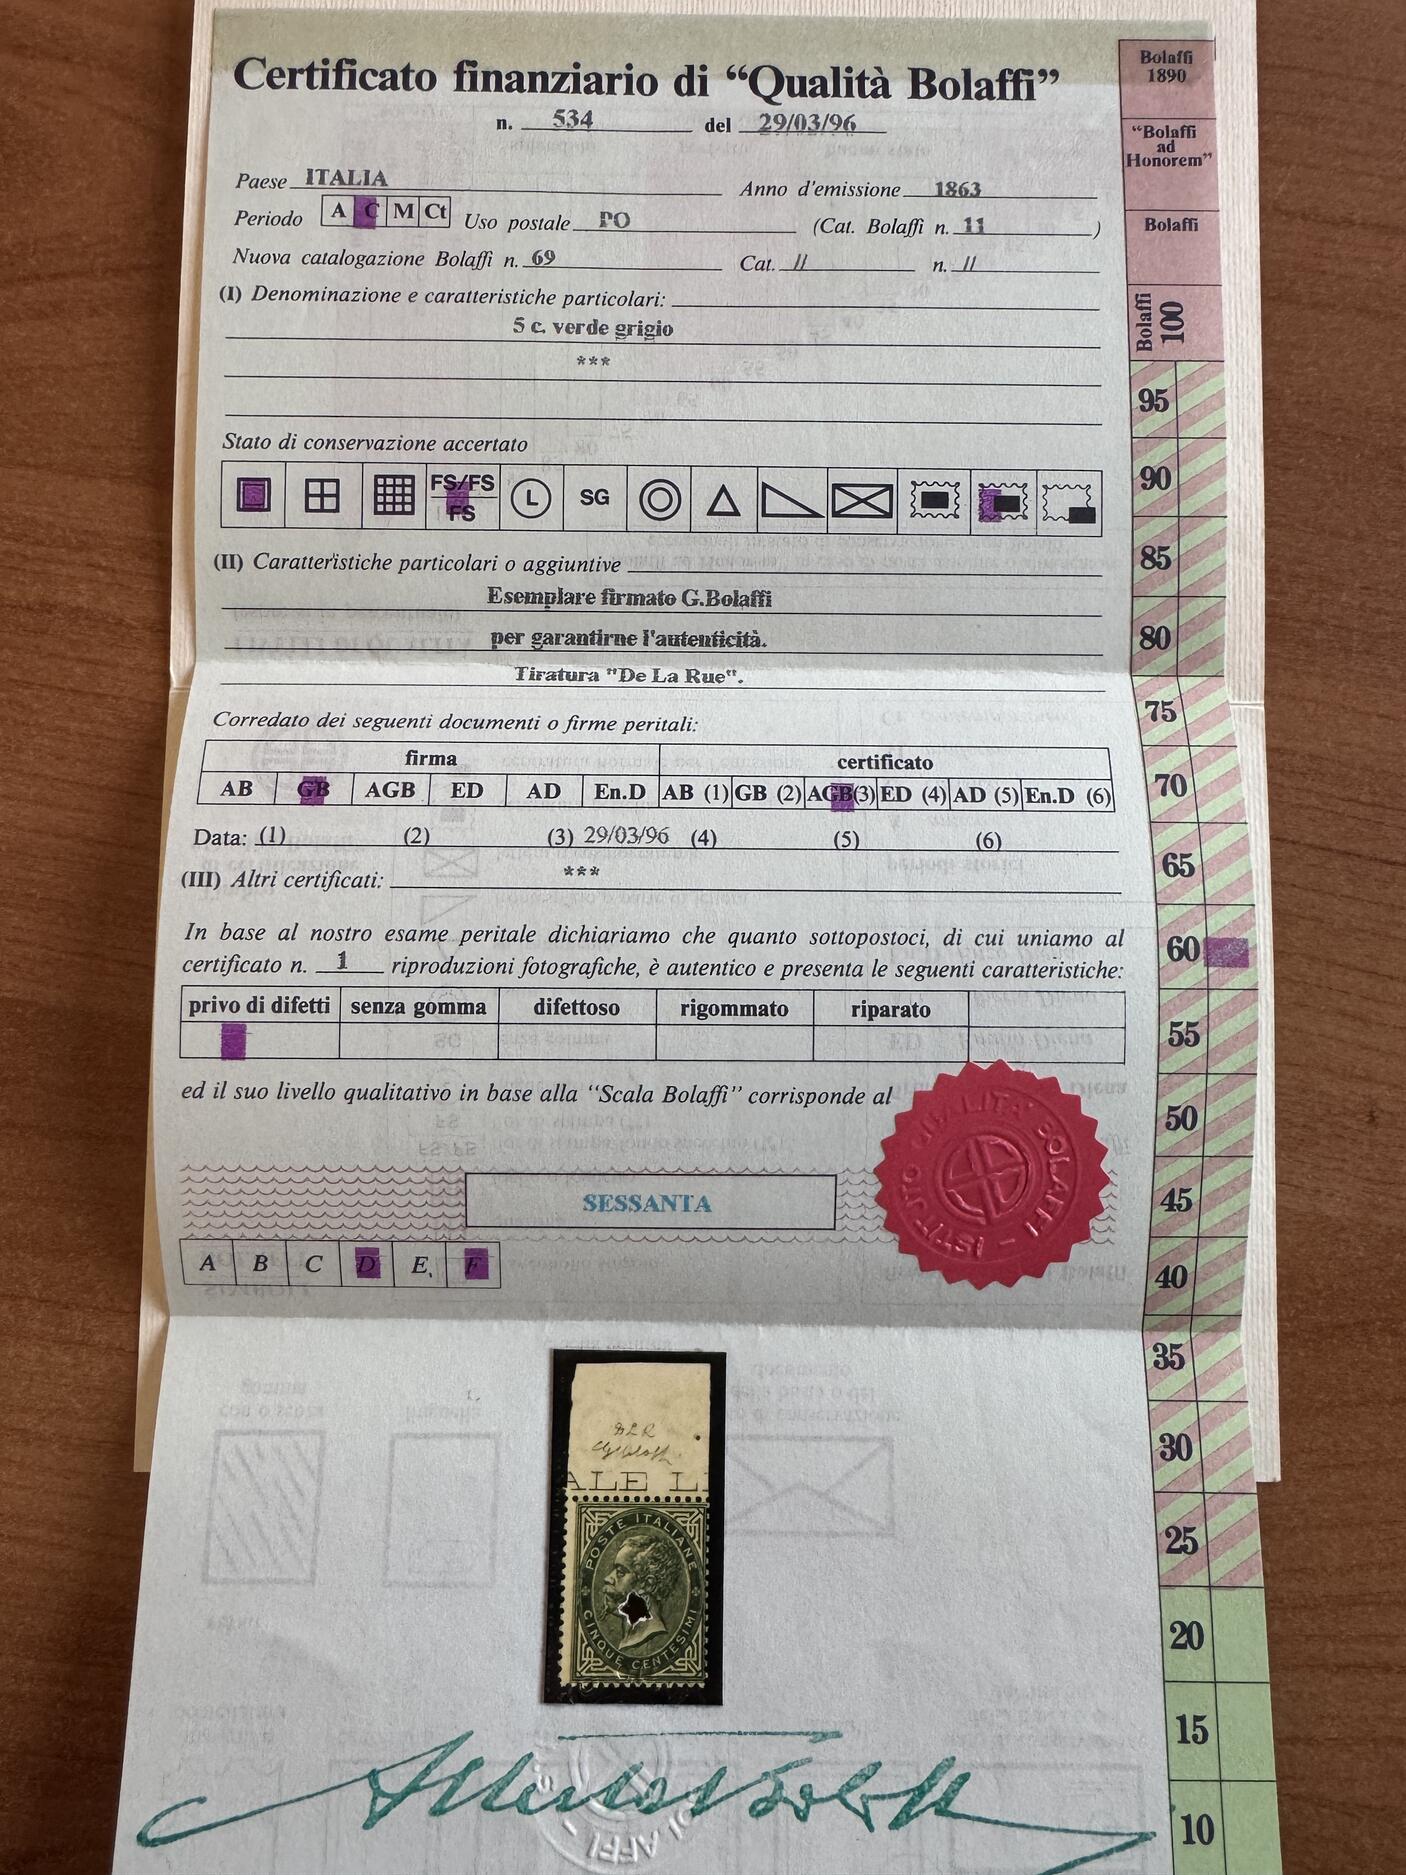 Certificato finanziario di “Qualità Bolaffi”
n. 534 del 29/03/96
Paese ITALIA Anno d'emissione 1863
Periodo A C M Ct Uso postale PO (Cat. Bolaffi n. 11 )
Nuova catalogazione Bolaffi n. 69 Cat. // n. //
(I) Denominazione e caratteristiche particolari:
5 c. verde grigio
***
Stato di conservazione accertato
FS/FS
FS
L
SG
(II) Caratteristiche particolari o aggiuntive
Esemplare firmato G.Bolaffi
per garantirne l'autenticità.
Tiratura "De La Rue".
Corredato dei seguenti documenti o firme peritali:
firma certificato
AB GB AGB ED AD En.D AB (1) GB (2) AGB (3) ED (4) AD (5) En.D (6)
Data: (1) (2) (3) 29/03/96 (4) (5) (6)
(III) Altri certificati: ***
In base al nostro esame peritale dichiariamo che quanto sottopostoci, di cui uniamo al
certificato n. 1 riproduzioni fotografiche, è autentico e presenta le seguenti caratteristiche:
privo di difetti senza gomma difettoso rigommato riparato
ed il suo livello qualitativo in base alla “Scala Bolaffi” corrisponde al
SESSANTA
A B C D E F
ISTITUTO QUALITA' BOLAFFI
ALE L
POSTE ITALIANE
CINQUE CENTESIMI
Alberto Bolaffi
BOLAFFI
Bolaffi
1890
“Bolaffi
ad
Honorem”
Bolaffi
Bolaffi
100
95
90
85
80
75
70
65
60
55
50
45
40
35
30
25
20
15
10